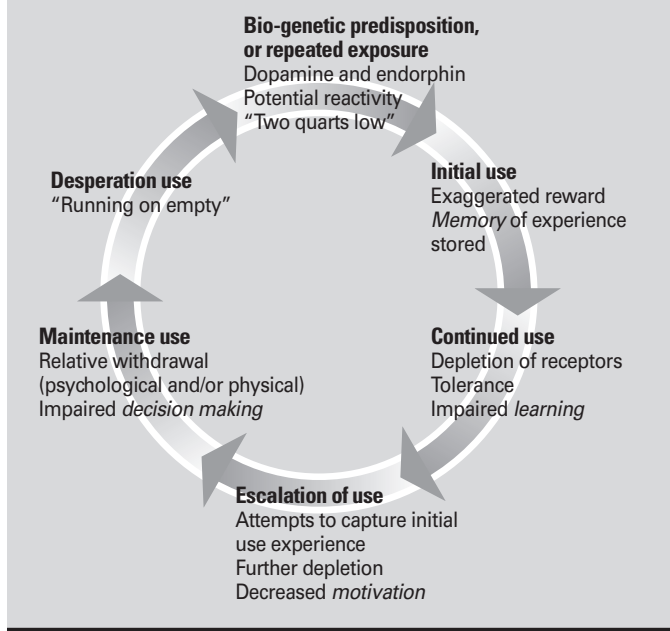 Bio-genetic predisposition,
or repeated exposure
Dopamine and endorphin
Potential reactivity
“Two quarts low”
Initial use
Exaggerated reward
Memory of experience
stored
Continued use
Depletion of receptors
Tolerance
Impaired learning
Escalation of use
Attempts to capture initial
use experience
Further depletion
Decreased motivation
Maintenance use
Relative withdrawal
(psychological and/or physical)
Impaired decision making
Desperation use
“Running on empty”